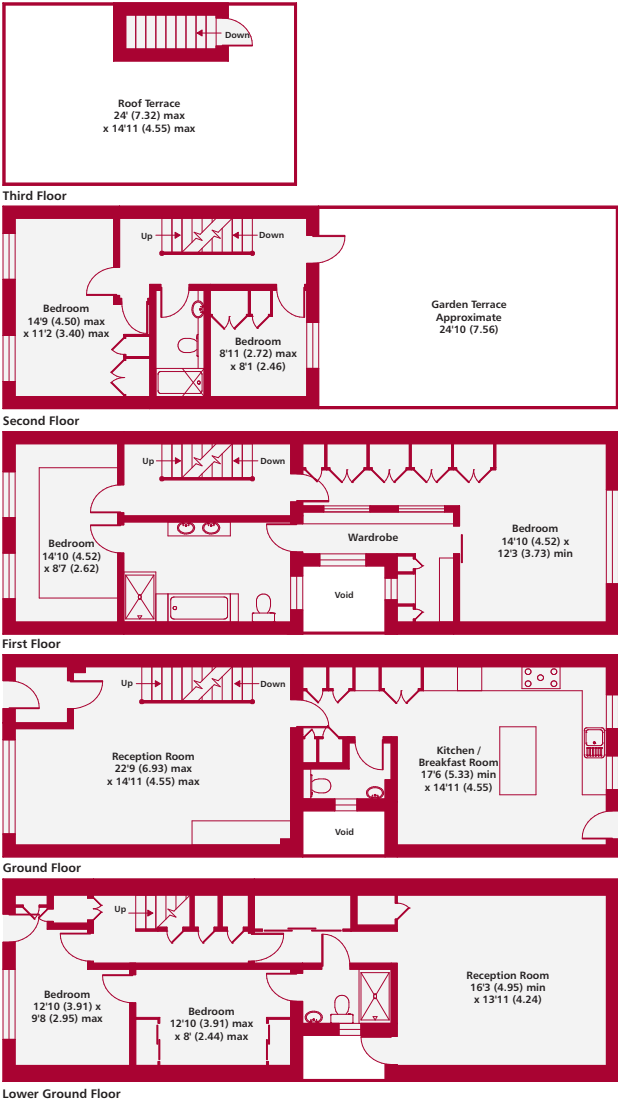 Down
Roof Terrace
24' (7.32) max
x 14'11 (4.55) max
Third Floor
Up
Down
Bedroom
14'9 (4.50) max
x 11'2 (3.40) max
Bedroom
8'11 (2.72) max
x 8'1 (2.46)
Garden Terrace
Approximate
24'10 (7.56)
Second Floor
Up
Down
Bedroom
14'10 (4.52)
x 8'7 (2.62)
Wardrobe
Void
Bedroom
14'10 (4.52) x
12'3 (3.73) min
First Floor
Up
Down
Reception Room
22'9 (6.93) max
x 14'11 (4.55) max
Kitchen /
Breakfast Room
17'6 (5.33) min
x 14'11 (4.55)
Void
Ground Floor
Up
Bedroom
12'10 (3.91) x
9'8 (2.95) max
Bedroom
12'10 (3.91) max
x 8' (2.44) max
Reception Room
16'3 (4.95) min
x 13'11 (4.24)
Lower Ground Floor